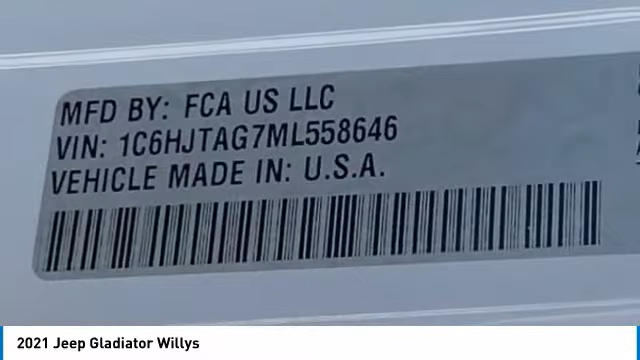 MFD BY: FCA US LLC
VIN: 1C6HJTAG7ML558646
VEHICLE MADE IN: U.S.A.
2021 Jeep Gladiator Willys